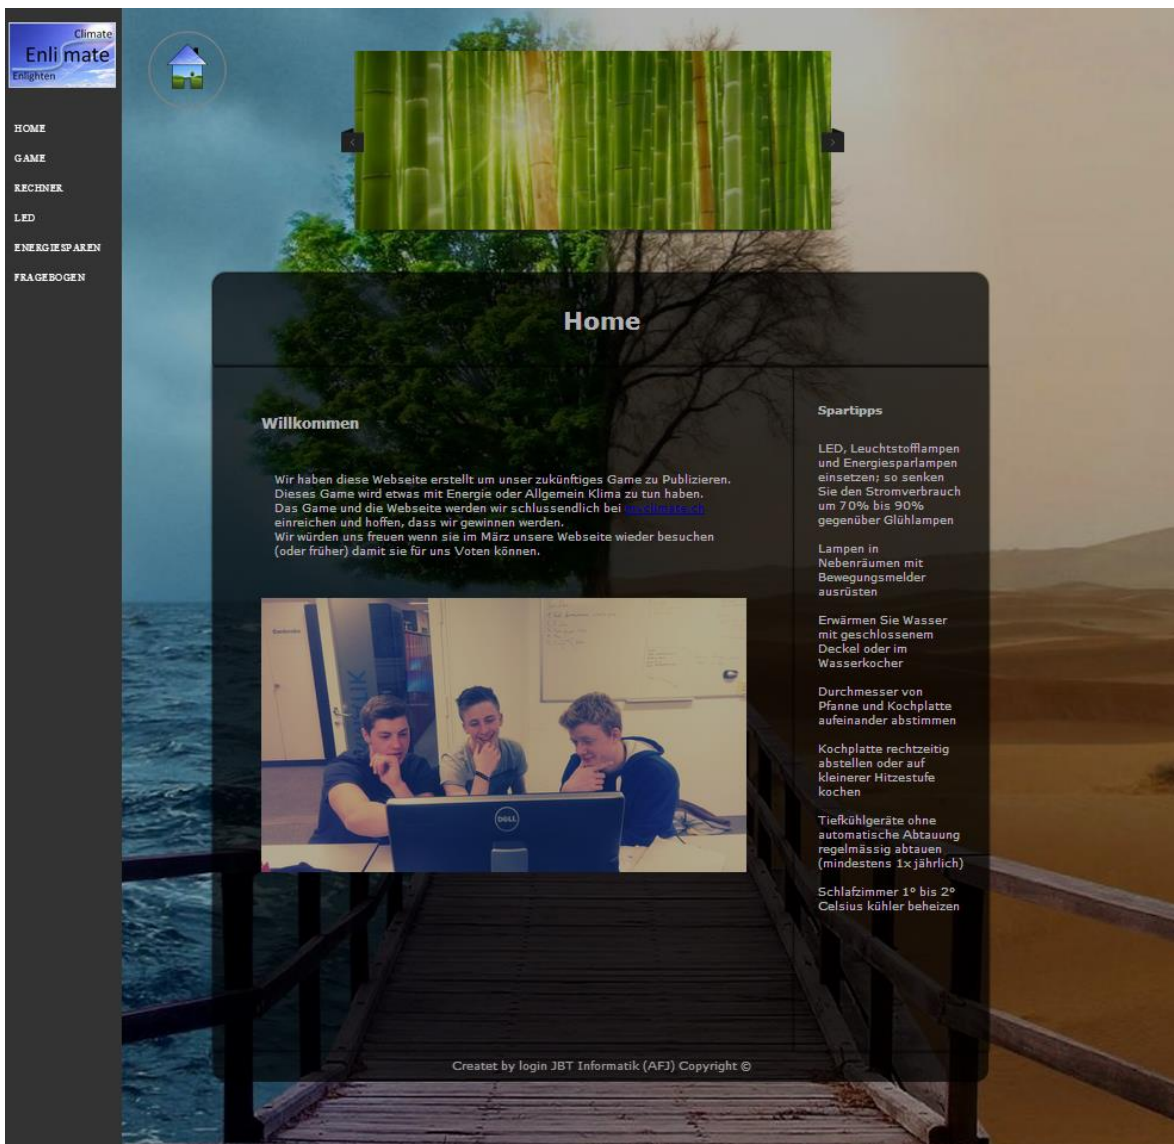 Climate
Enlimate
Enlighten
HOME
GAME
RECHNER
LED
ENERGIESPAREN
FRAGEBOGEN
Home
Willkommen
Wir haben diese Webseite erstellt um unser zukünftiges Game zu Publizieren.
Dieses Game wird etwas mit Energie oder Allgemein Klima zu tun haben.
Das Game und die Webseite werden wir schlussendlich bei
einreichen und hoffen, dass wir gewinnen werden.
Wir würden uns freuen wenn sie im März unsere Webseite wieder besuchen
(oder früher) damit sie für uns Voten können.
DELL
Spartipps
LED, Leuchtstofflampen
und Energiesparlampen
einsetzen; so senken
Sie den Stromverbrauch
um 70% bis 90%
gegenüber Glühlampen
Lampen in
Nebenräumen mit
Bewegungsmelder
ausrüsten
Erwärmen Sie Wasser
mit geschlossenem
Deckel oder im
Wasserkocher
Durchmesser von
Pfanne und Kochplatte
aufeinander abstimmen
Kochplatte rechtzeitig
abstellen oder auf
kleinerer Hitzestufe
kochen
Tiefkühlgeräte ohne
automatische Abtauung
regelmässig abtauen
(mindestens 1x jährlich)
Schlafzimmer 1° bis 2°
Celsius kühler beheizen
Createt by login JBT Informatik (AFJ) Copyright ©